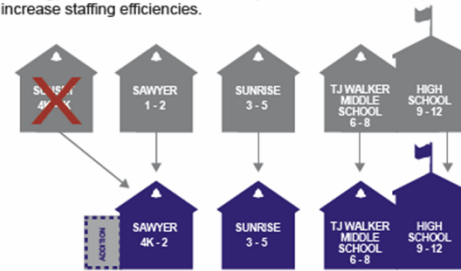 increase staffing efficiencies.
SUNSET
4K - K
SAWYER
1 - 2
SUNRISE
3 - 5
TJ WALKER
MIDDLE
SCHOOL
6 - 8
HIGH
SCHOOL
9 - 12
ADDITION
SAWYER
4K - 2
SUNRISE
3 - 5
TJ WALKER
MIDDLE
SCHOOL
6 - 8
HIGH
SCHOOL
9 - 12